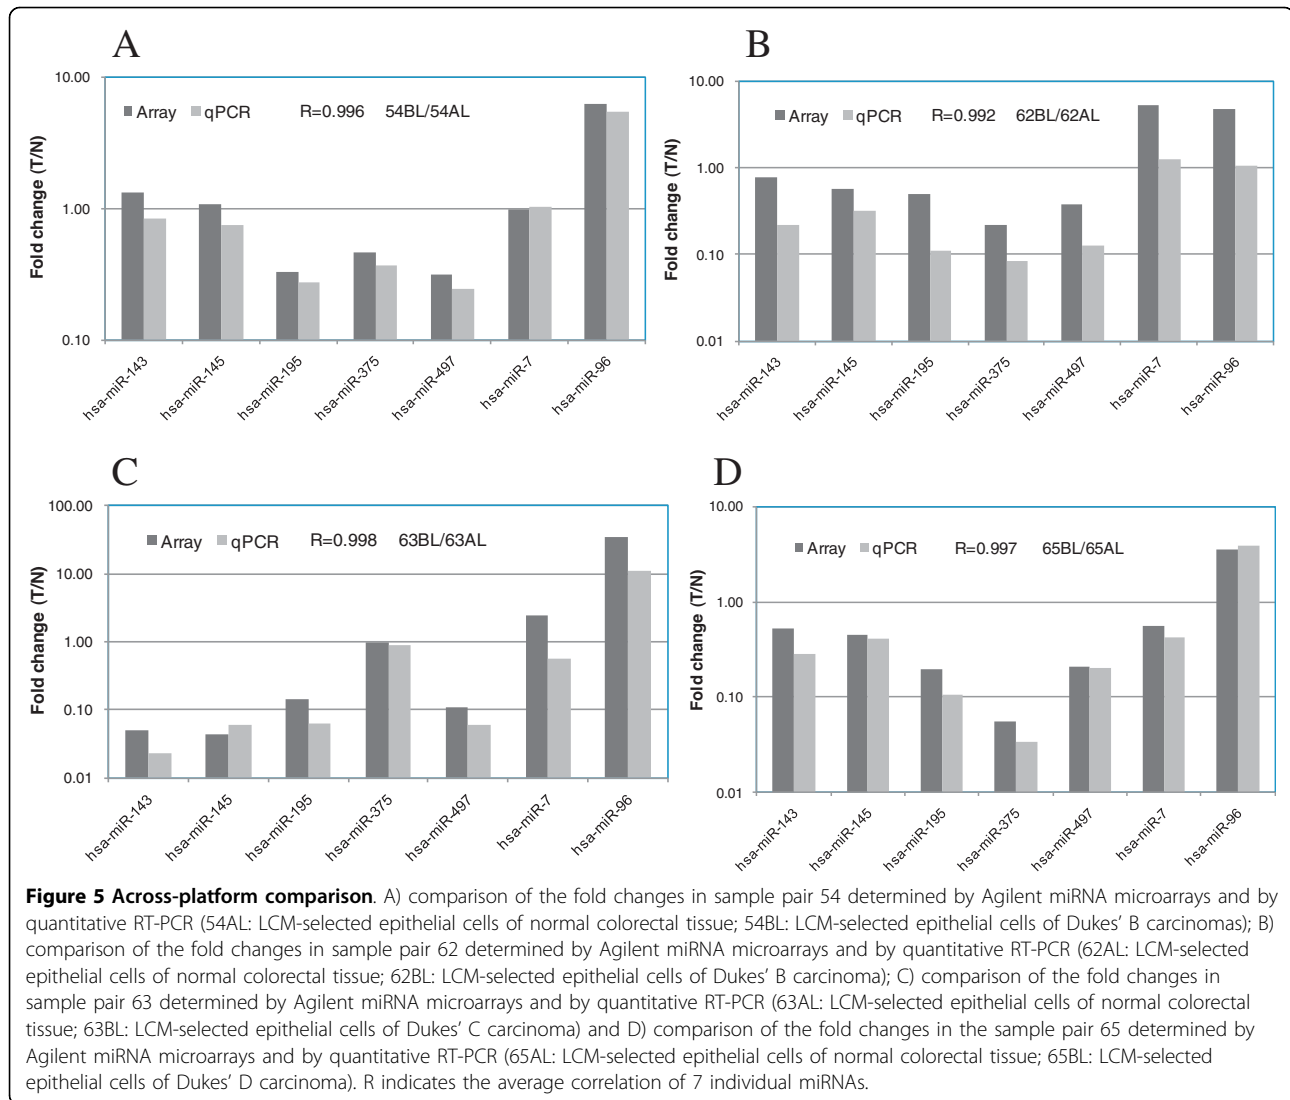 A
Fold change (T/N)
10.00
1.00
0.10
Array qPCR R=0.996 54BL/54AL
hsa-miR-143
hsa-miR-145
hsa-miR-195
hsa-miR-375
hsa-miR-497
hsa-miR-7
hsa-miR-96
B
Fold change (T/N)
10.00
1.00
0.10
0.01
Array qPCR R=0.992 62BL/62AL
hsa-miR-143
hsa-miR-145
hsa-miR-195
hsa-miR-375
hsa-miR-497
hsa-miR-7
hsa-miR-96
C
Fold change (T/N)
100.00
10.00
1.00
0.10
0.01
Array qPCR R=0.998 63BL/63AL
hsa-miR-143
hsa-miR-145
hsa-miR-195
hsa-miR-375
hsa-miR-497
hsa-miR-7
hsa-miR-96
D
Fold change (T/N)
10.00
1.00
0.10
0.01
Array qPCR R=0.997 65BL/65AL
hsa-miR-143
hsa-miR-145
hsa-miR-195
hsa-miR-375
hsa-miR-497
hsa-miR-7
hsa-miR-96
Figure 5 Across-platform comparison. A) comparison of the fold changes in sample pair 54 determined by Agilent miRNA microarrays and by
quantitative RT-PCR (54AL: LCM-selected epithelial cells of normal colorectal tissue; 54BL: LCM-selected epithelial cells of Dukes' B carcinomas); B)
comparison of the fold changes in sample pair 62 determined by Agilent miRNA microarrays and by quantitative RT-PCR (62AL: LCM-selected
epithelial cells of normal colorectal tissue; 62BL: LCM-selected epithelial cells of Dukes' B carcinoma); C) comparison of the fold changes in
sample pair 63 determined by Agilent miRNA microarrays and by quantitative RT-PCR (63AL: LCM-selected epithelial cells of normal colorectal
tissue; 63BL: LCM-selected epithelial cells of Dukes' C carcinoma) and D) comparison of the fold changes in the sample pair 65 determined by
Agilent miRNA microarrays and by quantitative RT-PCR (65AL: LCM-selected epithelial cells of normal colorectal tissue; 65BL: LCM-selected
epithelial cells of Dukes' D carcinoma). R indicates the average correlation of 7 individual miRNAs.